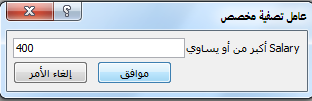 عامل تصفية مخصص
Salary أكبر من أو يساوي 400
موافق إلغاء الأمر